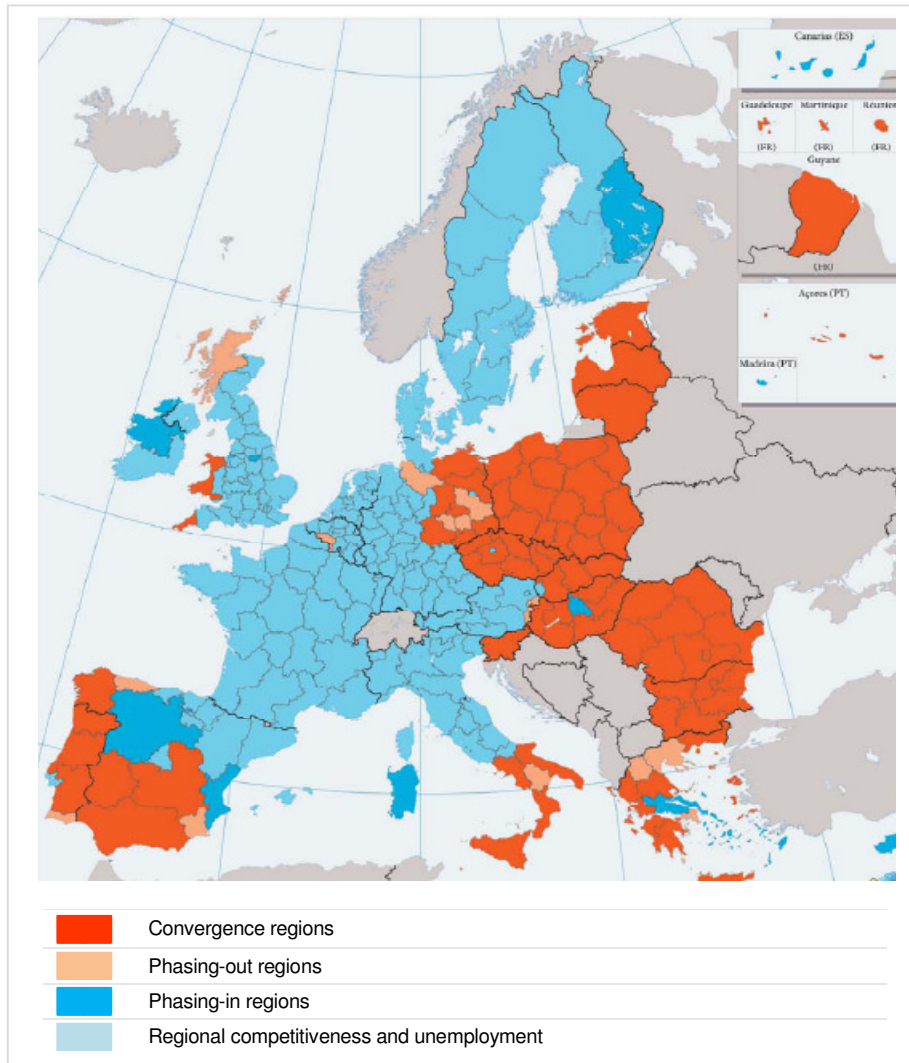 Canarias (ES)
Guadeloupe Martinique Réunion
(FR) (FR) (FR)
Guyane
(FR)
Açores (PT)
Madeira (PT)
Convergence regions
Phasing-out regions
Phasing-in regions
Regional competitiveness and unemployment